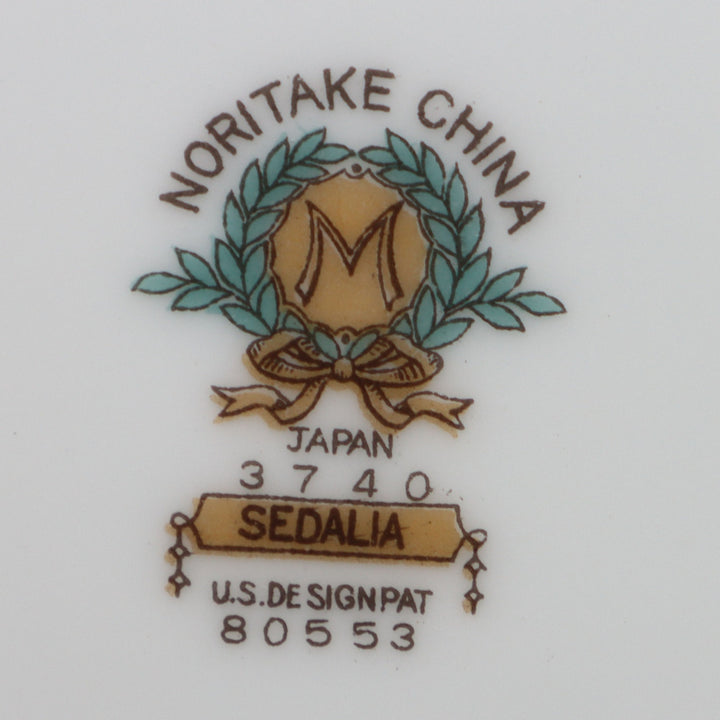 NORITAKE CHINA
M
JAPAN
3740
SEDALIA
U.S.DESIGNPAT
80553